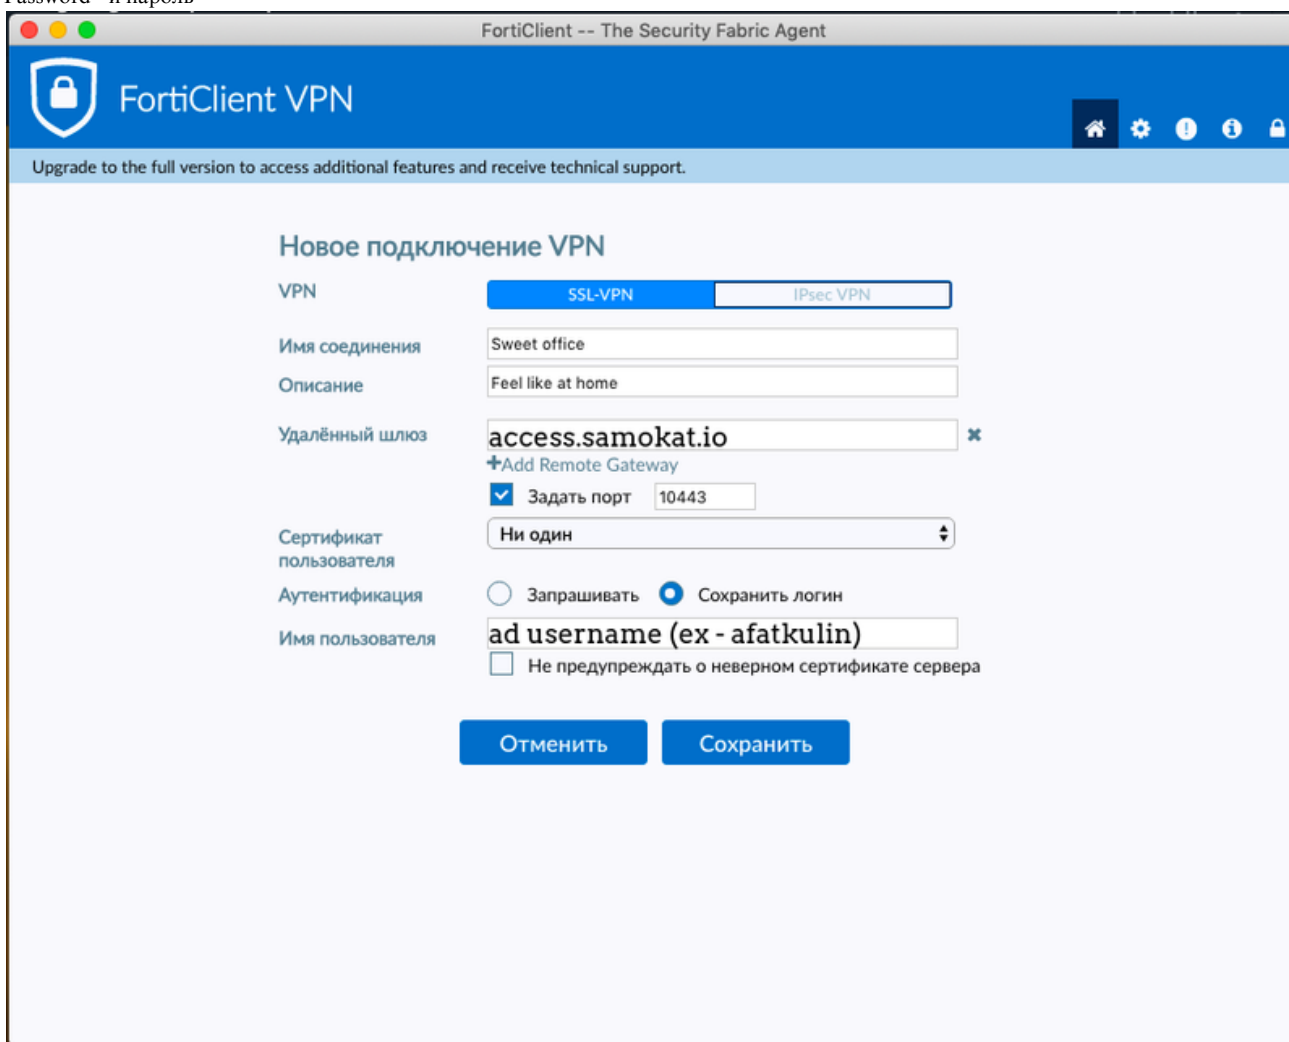 Password - и пароль
FortiClient -- The Security Fabric Agent
FortiClient VPN
Upgrade to the full version to access additional features and receive technical support.
Новое подключение VPN
VPN SSL-VPN IPsec VPN
Имя соединения Sweet office
Описание Feel like at home
Удалённый шлюз access.samokat.io
+Add Remote Gateway
Задать порт 10443
Сертификат пользователя Ни один
Аутентификация Запрашивать Сохранить логин
Имя пользователя ad username (ex - afatkulin)
Не предупреждать о неверном сертификате сервера
Отменить Сохранить